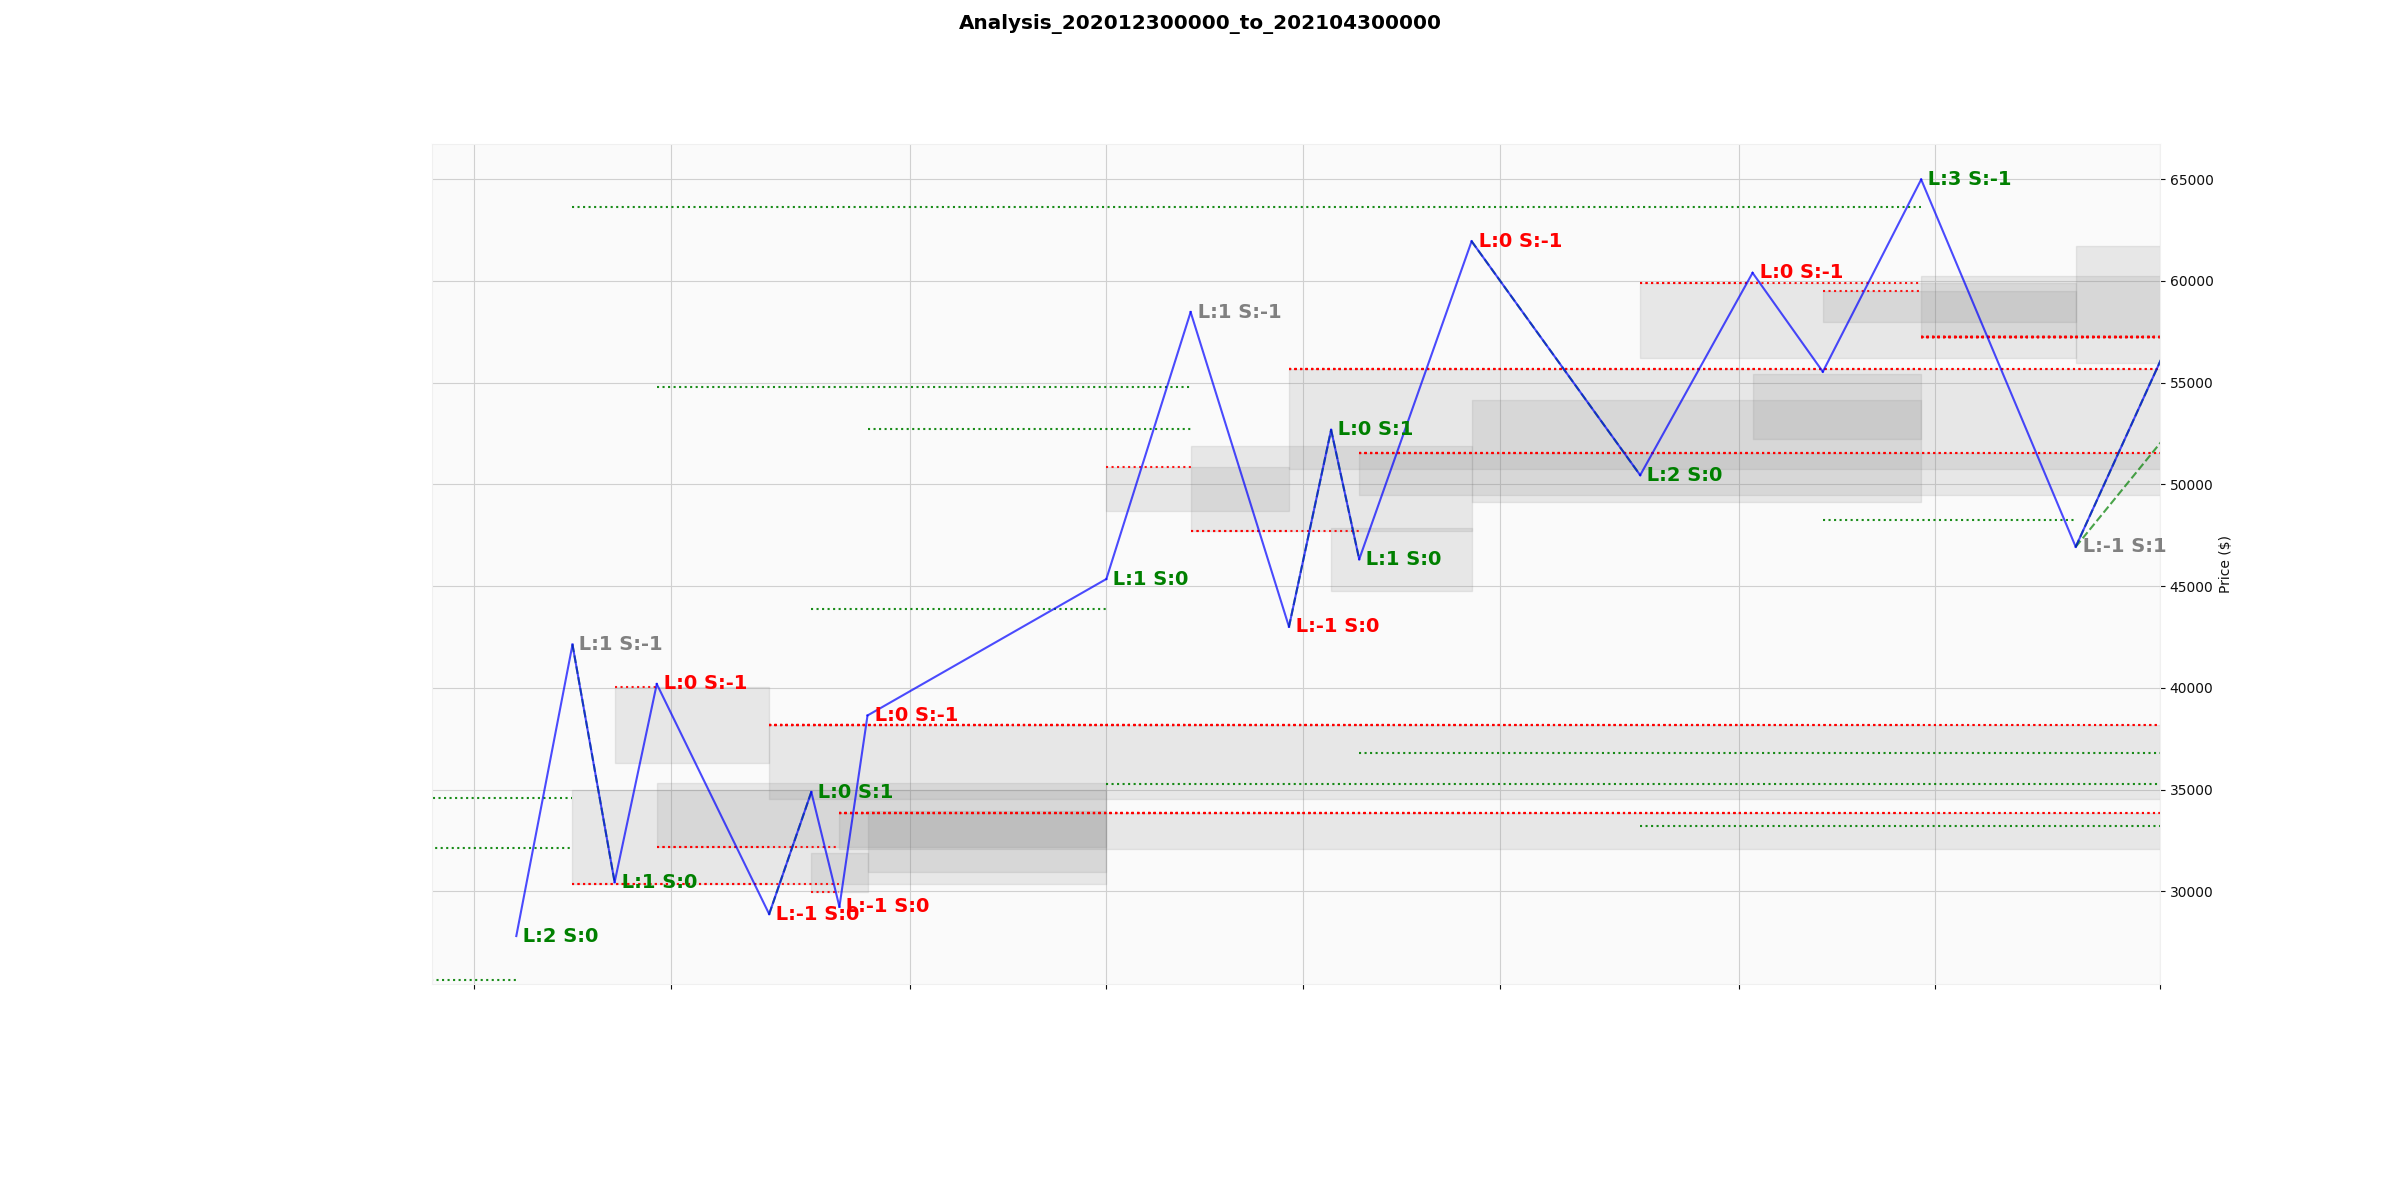 Analysis_202012300000_to_202104300000
L:3 S:-1
65000
L:0 S:-1
L:0 S:-1
60000
L:1 S:-1
55000
L:0 S:1
L:2 S:0
50000
L:-1 S:1
L:1 S:0
Price ($)
L:1 S:0
45000
L:-1 S:0
L:1 S:-1
L:0 S:-1
40000
L:0 S:-1
L:0 S:1
35000
L:1 S:0
30000
L:-1 S:0
L:-1 S:0
L:2 S:0